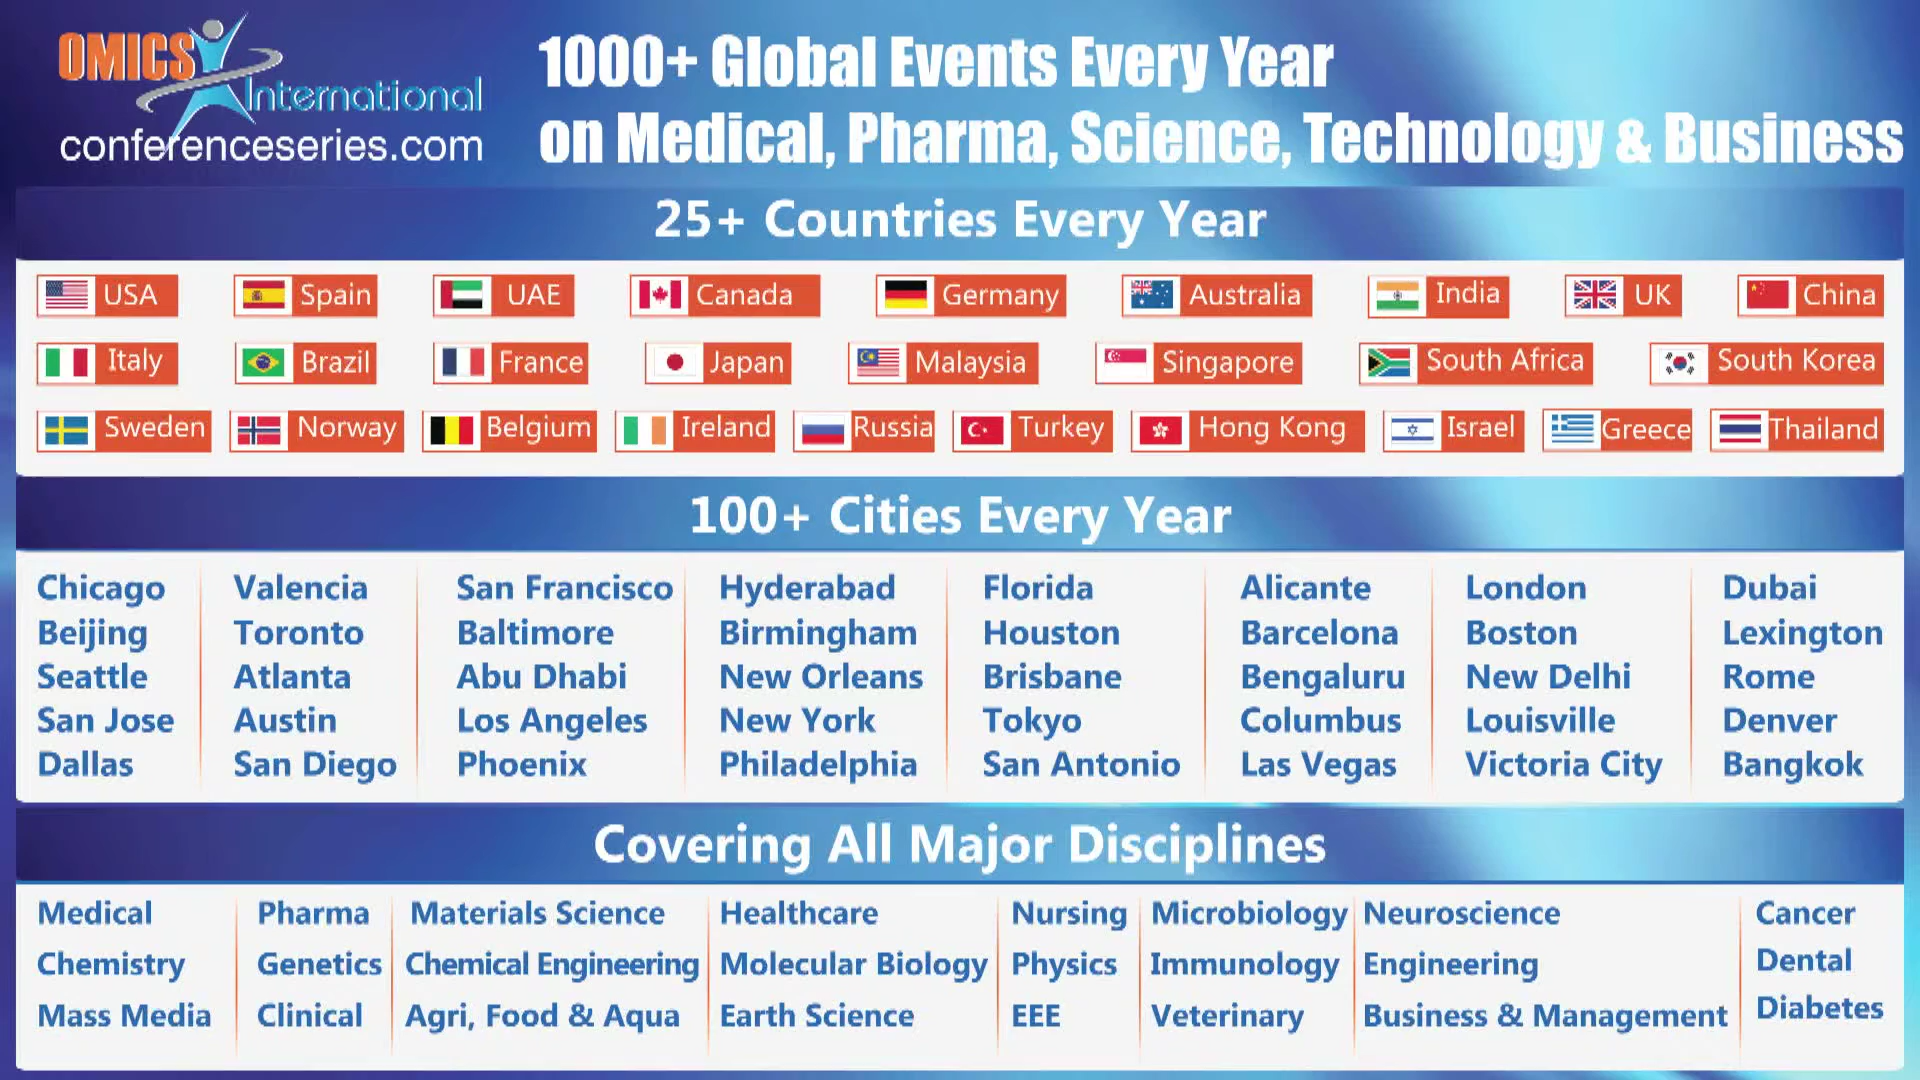 OMICS International
conferenceseries.com
1000+ Global Events Every Year
on Medical, Pharma, Science, Technology & Business
25+ Countries Every Year
USA Spain UAE Canada Germany Australia India UK China
Italy Brazil France Japan Malaysia Singapore South Africa South Korea
Sweden Norway Belgium Ireland Russia Turkey Hong Kong Israel Greece Thailand
100+ Cities Every Year
Chicago Valencia San Francisco Hyderabad Florida Alicante London Dubai
Beijing Toronto Baltimore Birmingham Houston Barcelona Boston Lexington
Seattle Atlanta Abu Dhabi New Orleans Brisbane Bengaluru New Delhi Rome
San Jose Austin Los Angeles New York Tokyo Columbus Louisville Denver
Dallas San Diego Phoenix Philadelphia San Antonio Las Vegas Victoria City Bangkok
Covering All Major Disciplines
Medical Pharma Materials Science Healthcare Nursing Microbiology Neuroscience Cancer
Chemistry Genetics Chemical Engineering Molecular Biology Physics Immunology Engineering Dental
Mass Media Clinical Agri, Food & Aqua Earth Science EEE Veterinary Business & Management Diabetes